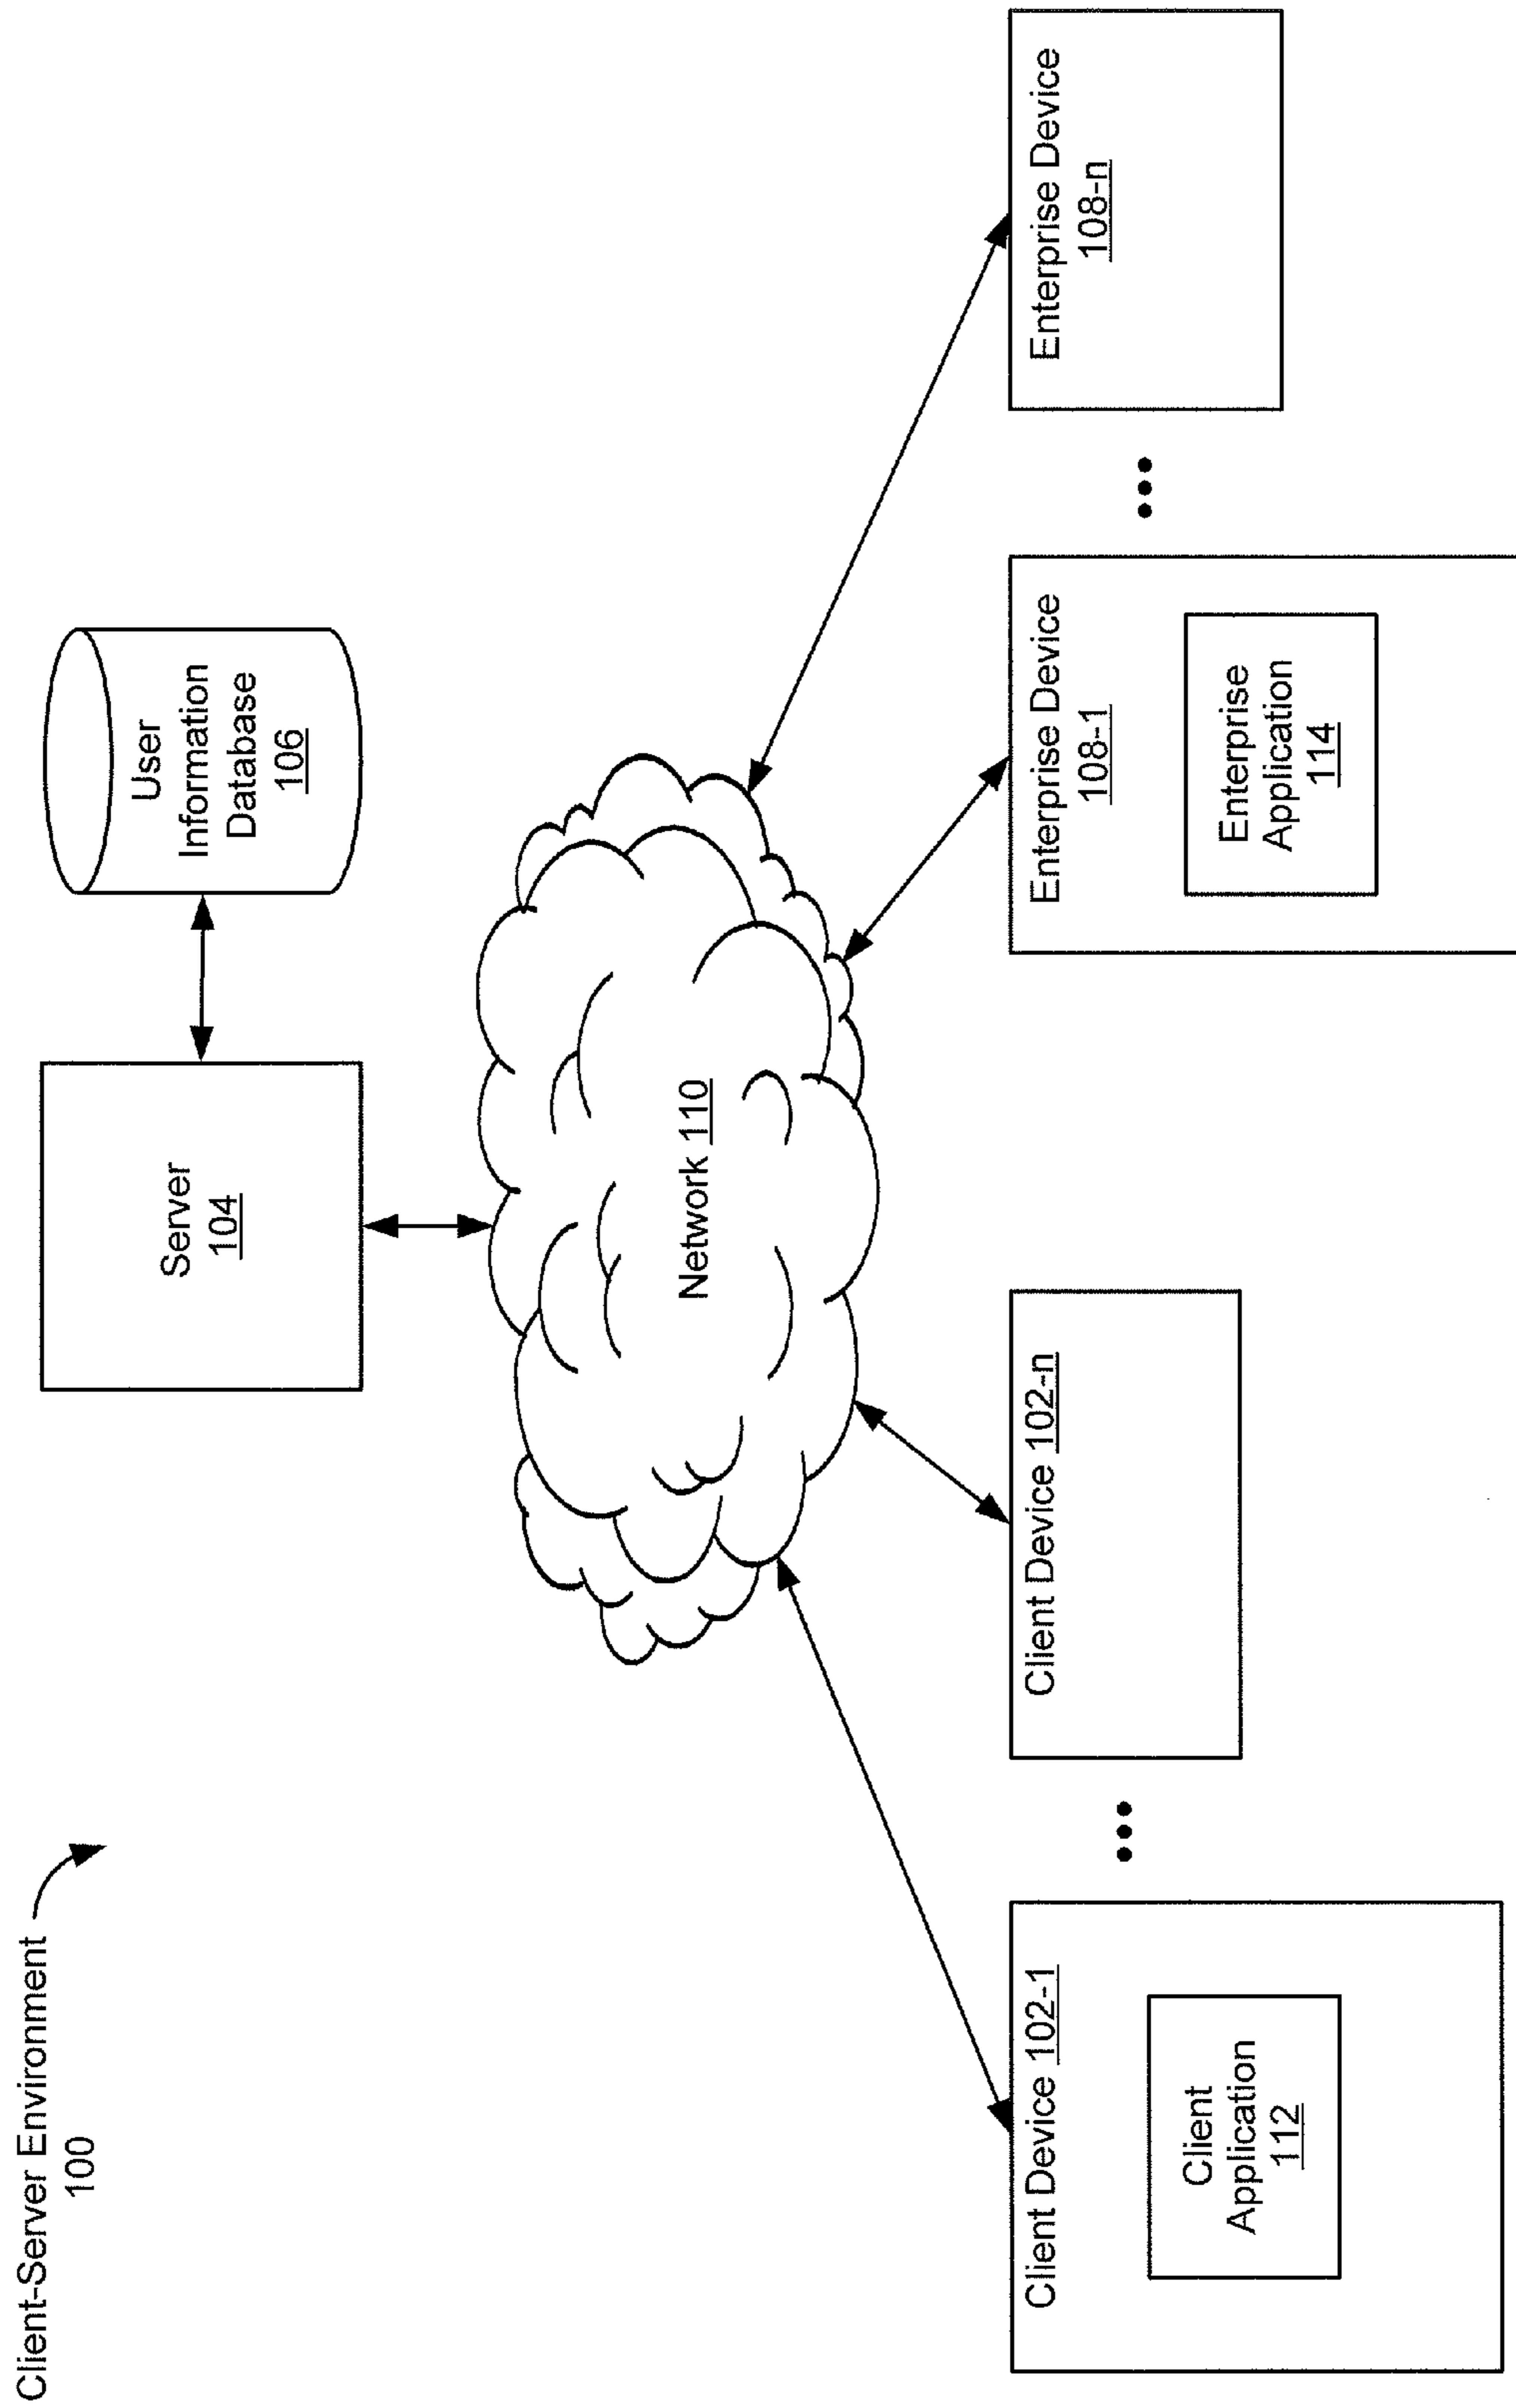 Client-Server Environment
100
Server
104
User
Information
Database
106
Network 110
Client Device 102-1
Client
Application
112
Client Device 102-n
Enterprise Device
108-1
Enterprise
Application
114
Enterprise Device
108-n